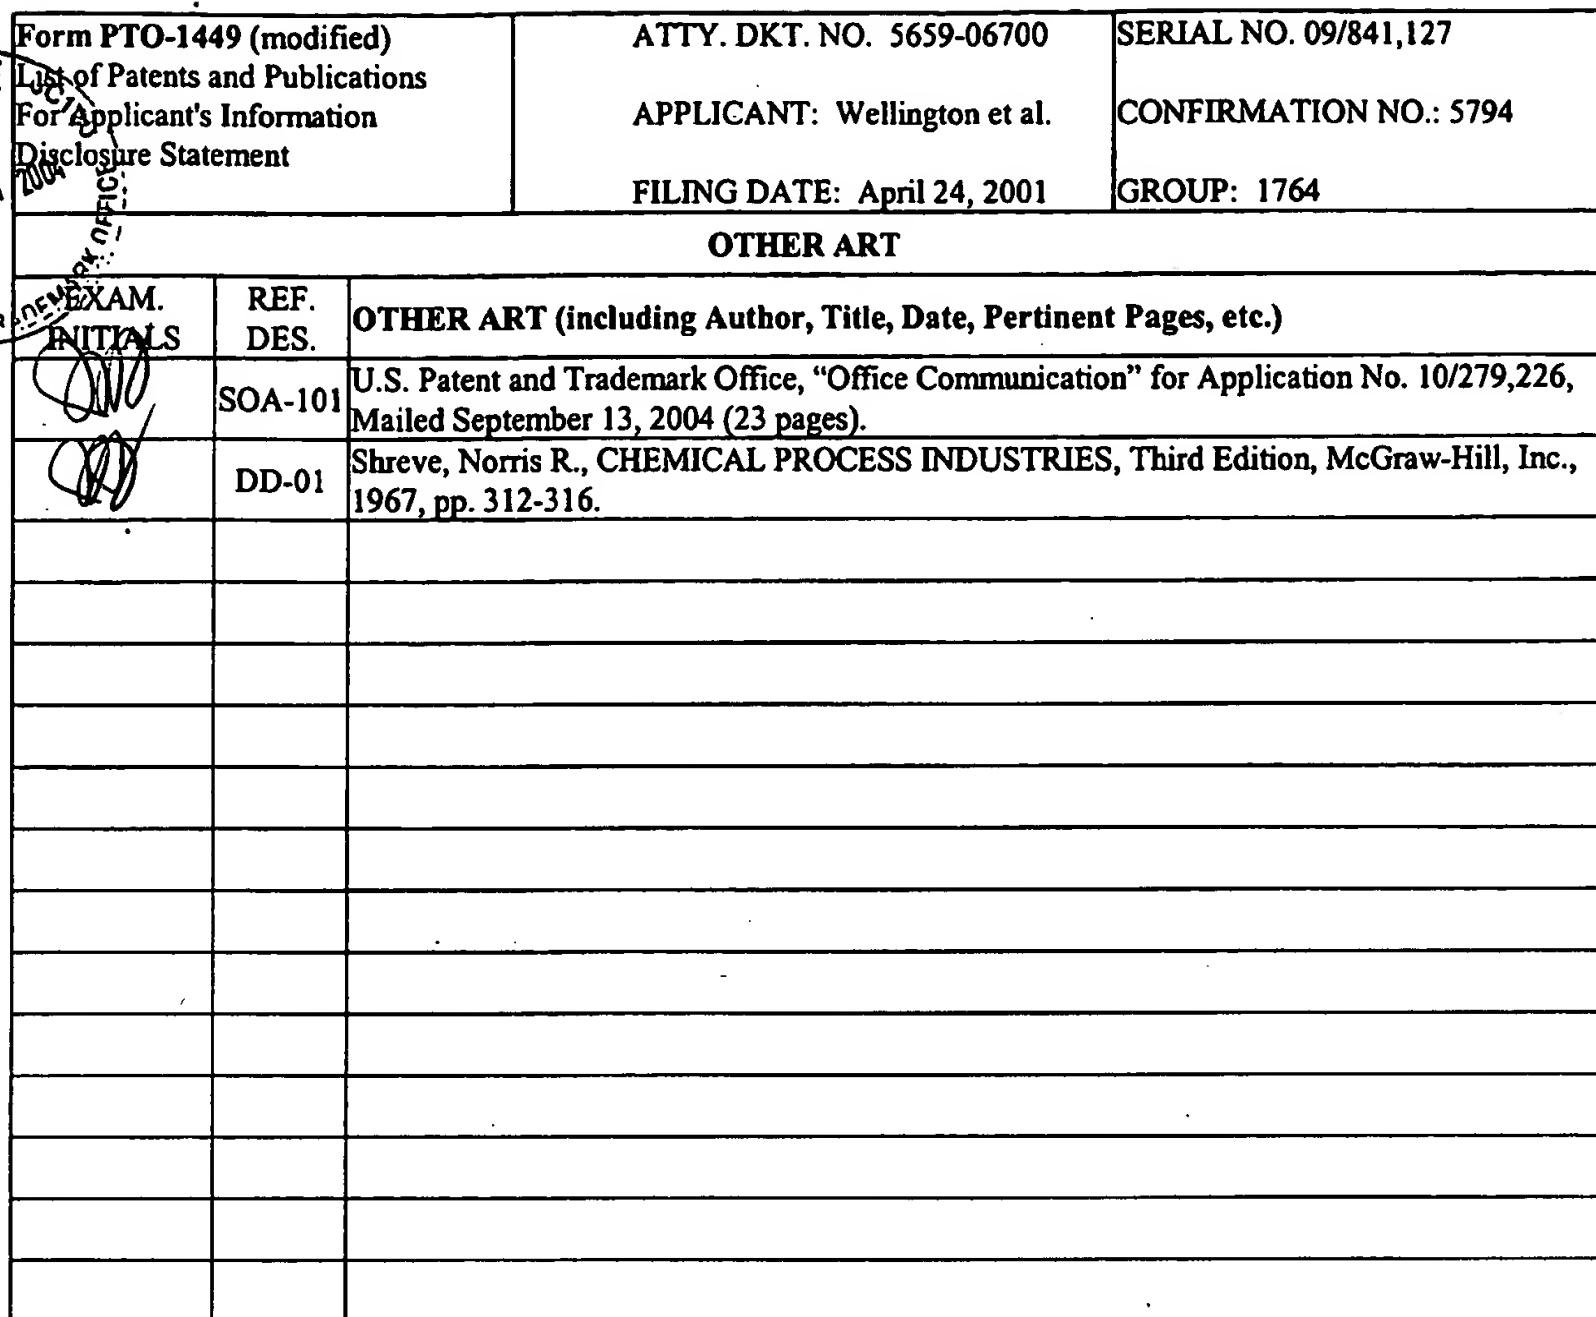 Form PTO-1449 (modified)
List of Patents and Publications
For Applicant's Information
Disclosure Statement
ATTY. DKT. NO. 5659-06700
APPLICANT: Wellington et al.
FILING DATE: April 24, 2001
SERIAL NO. 09/841,127
CONFIRMATION NO.: 5794
GROUP: 1764
2004
OFFICE
OTHER ART
EXAM.
INITIALS
REF.
DES.
OTHER ART (including Author, Title, Date, Pertinent Pages, etc.)
SOA-101
U.S. Patent and Trademark Office, “Office Communication” for Application No. 10/279,226,
Mailed September 13, 2004 (23 pages).
DD-01
Shreve, Norris R., CHEMICAL PROCESS INDUSTRIES, Third Edition, McGraw-Hill, Inc.,
1967, pp. 312-316.